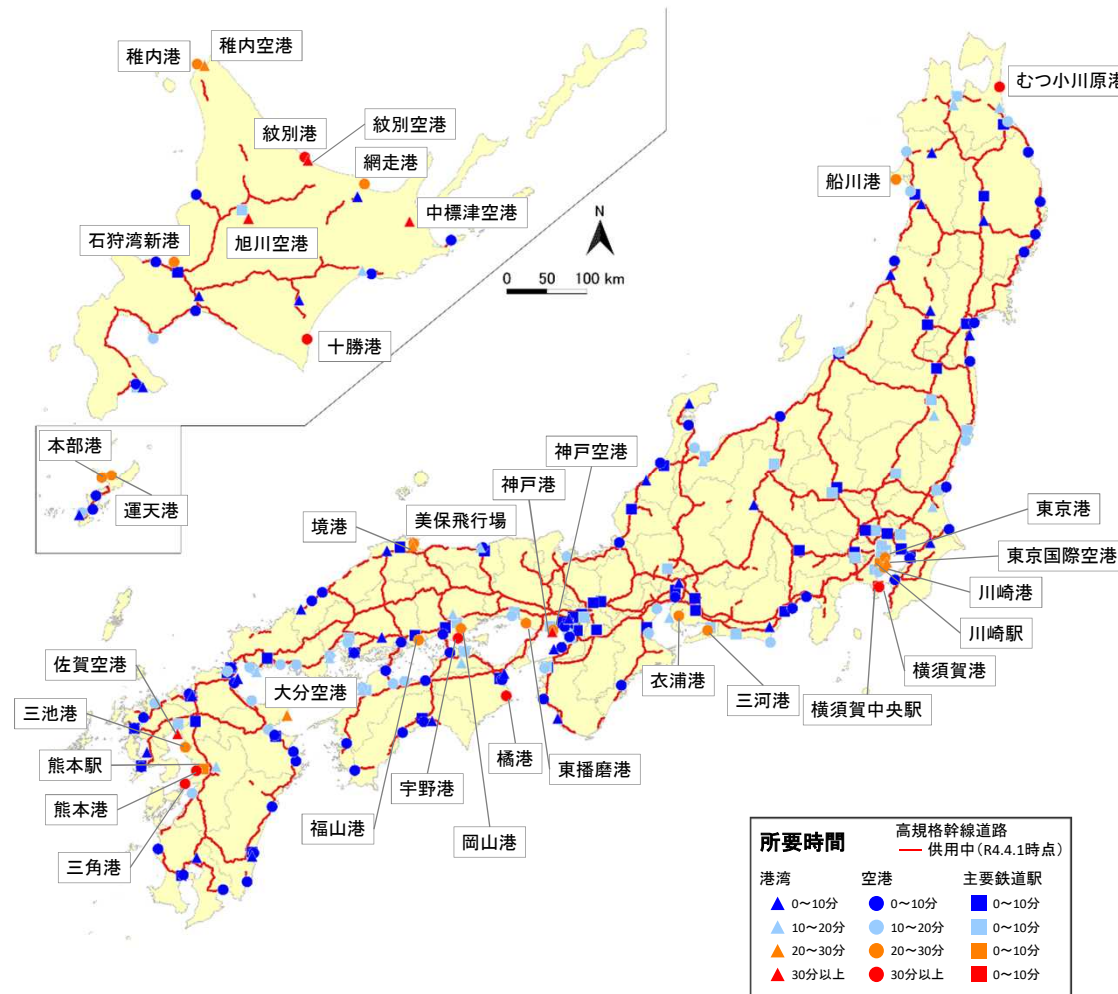 稚内港
稚内空港
むつ小川原港
紋別港
紋別空港
網走港
船川港
中標津空港
石狩湾新港
旭川空港
N
0 50 100 km
十勝港
本部港
運天港
神戸空港
神戸港
境港
美保飛行場
東京港
東京国際空港
川崎港
川崎駅
佐賀空港
大分空港
衣浦港
三河港
横須賀港
三池港
横須賀中央駅
熊本駅
橘港
東播磨港
宇野港
熊本港
福山港
岡山港
三角港
所要時間
高規格幹線道路
供用中(R4.4.1時点)
港湾 空港 主要鉄道駅
0～10分 0～10分 0～10分
10～20分 10～20分 0～10分
20～30分 20～30分 0～10分
30分以上 30分以上 0～10分